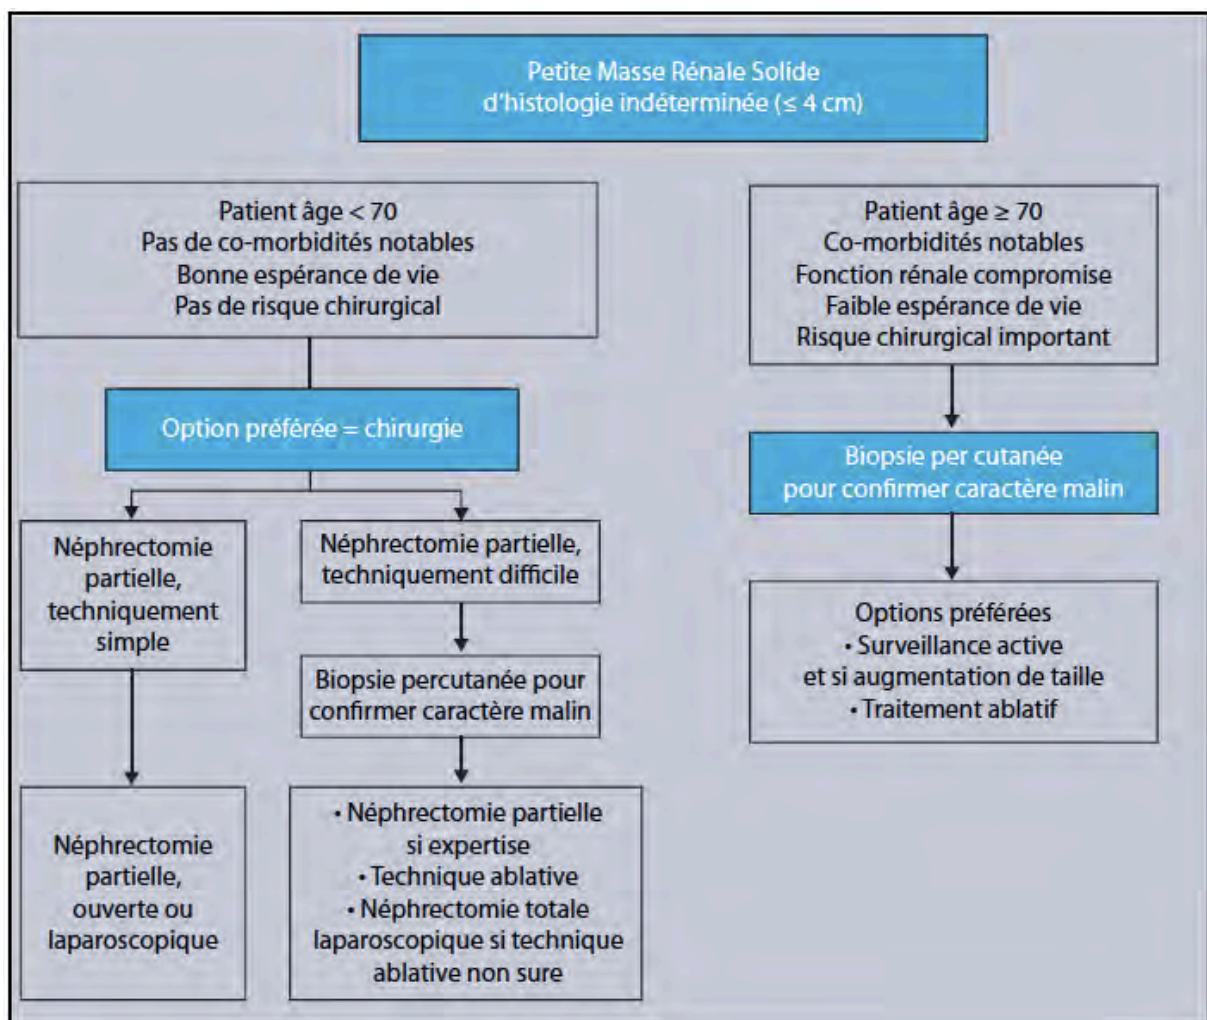 Petite Masse Rénale Solide
d'histologie indéterminée (≤ 4 cm)
Patient âge < 70
Pas de co-morbidités notables
Bonne espérance de vie
Pas de risque chirurgical
Patient âge ≥ 70
Co-morbidités notables
Fonction rénale compromise
Faible espérance de vie
Risque chirurgical important
Option préférée = chirurgie
Biopsie per cutanée
pour confirmer caractère malin
Néphrectomie
partielle,
techniquement
simple
Néphrectomie partielle,
techniquement difficile
Options préférées
• Surveillance active
et si augmentation de taille
• Traitement ablatif
Biopsie percutanée pour
confirmer caractère malin
Néphrectomie
partielle,
ouverte ou
laparoscopique
• Néphrectomie partielle
si expertise
• Technique ablative
• Néphrectomie totale
laparoscopique si technique
ablative non sure